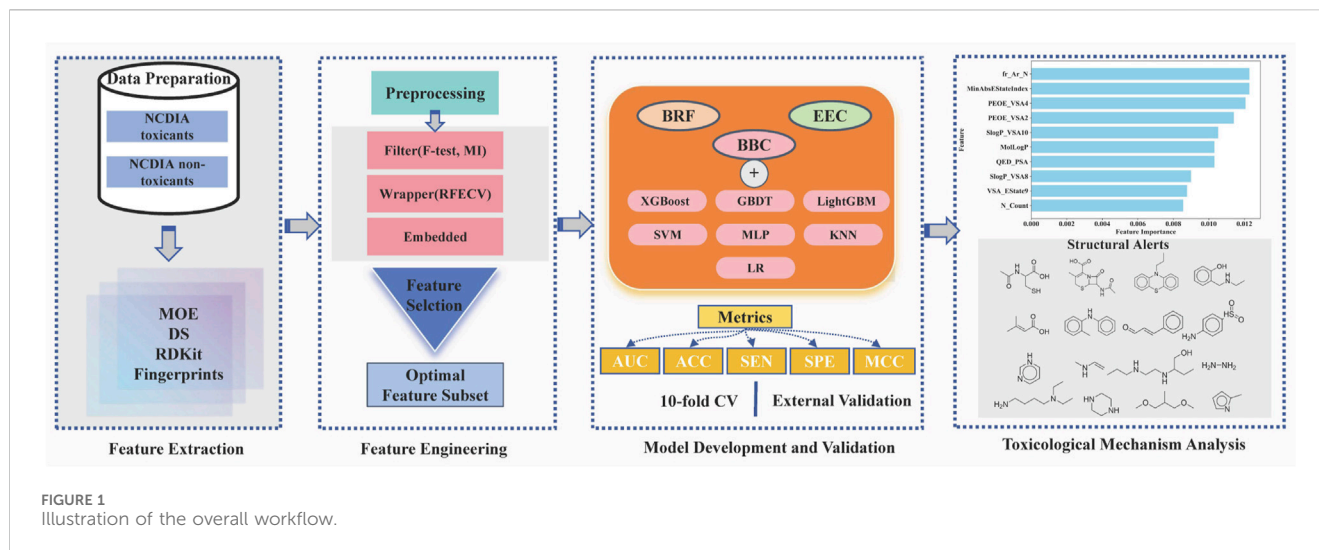 Data Preparation
NCDIA
toxicants
NCDIA non-
toxicants
MOE
DS
RDKit
Fingerprints
Feature Extraction
Preprocessing
Filter(F-test, MI)
Wrapper(RFECV)
Embedded
Feature
Selection
Optimal
Feature Subset
Feature Engineering
BRF
EEC
BBC
+
XGBoost
GBDT
LightGBM
SVM
MLP
KNN
LR
Metrics
AUC
ACC
SEN
SPE
MCC
10-fold CV
External Validation
Model Development and Validation
Feature
fr_Ar_N
MinAbsEStateIndex
PEOE_VSA4
PEOE_VSA2
SlogP_VSA10
MolLogP
QED_PSA
SlogP_VSA8
VSA_EState9
N_Count
0.000 0.002 0.004 0.006 0.008 0.010 0.012
Feature Importance
Structural Alerts
Toxicological Mechanism Analysis
FIGURE 1
Illustration of the overall workflow.